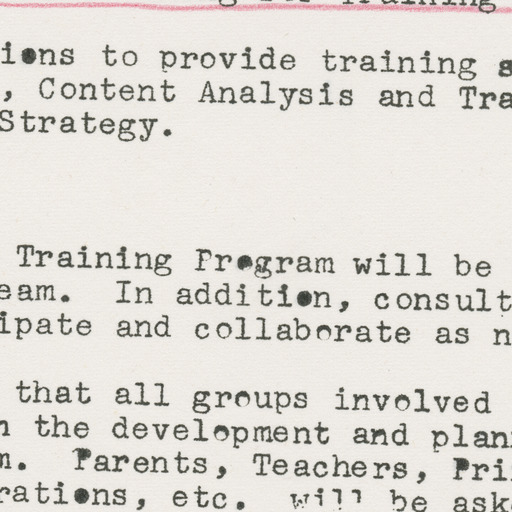 Training
ions to provide training s
, Content Analysis and Tra
Strategy.
Training Program will be
eam. In addition, consult
ipate and collaborate as n
that all groups involved
n the development and plan
m. Parents, Teachers, Pri
rations, etc. will be ask